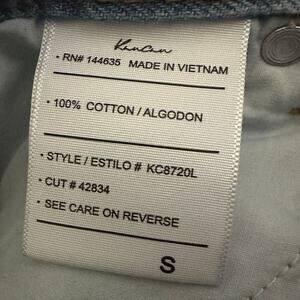 KanCan
• RN# 144635 MADE IN VIETNAM
• 100% COTTON / ALGODON
• STYLE / ESTILO # KC8720L
• CUT # 42834
• SEE CARE ON REVERSE
S